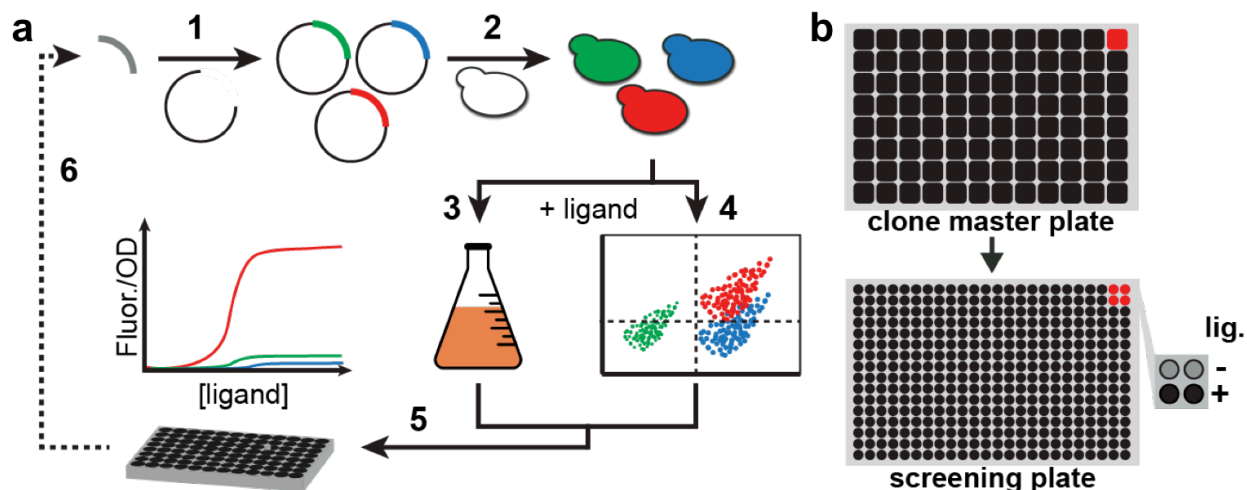 a
1
2
b
6
3
+ ligand
4
Fluor./OD
[ligand]
5
clone master plate
lig.
-
+
screening plate